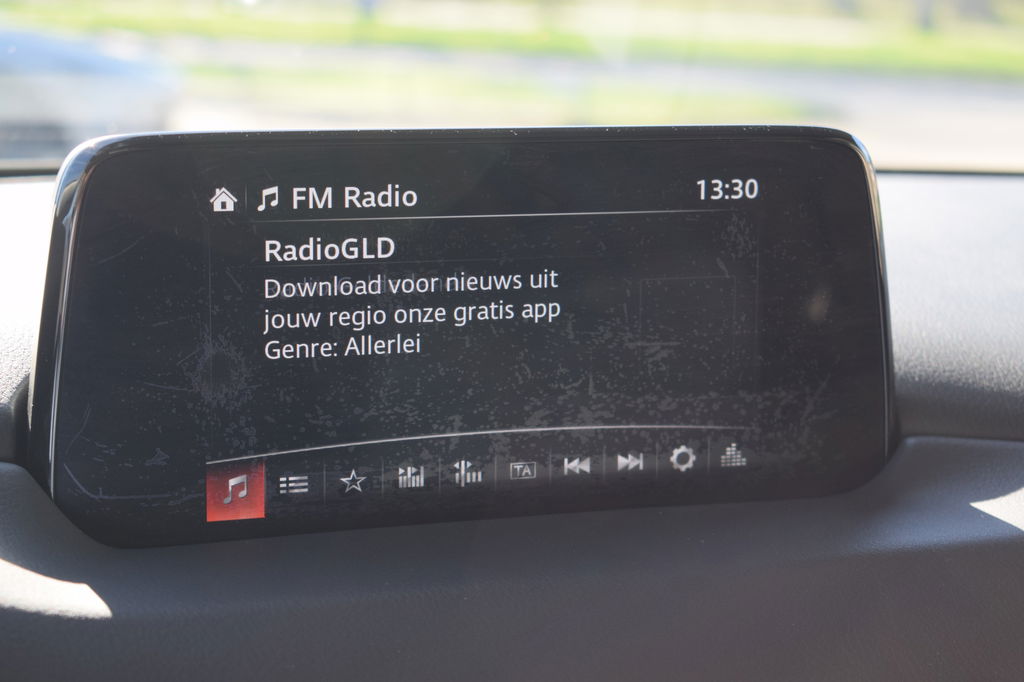 FM Radio 13:30
RadioGLD
Download voor nieuws uit
jouw regio onze gratis app
Genre: Allerlei
TA